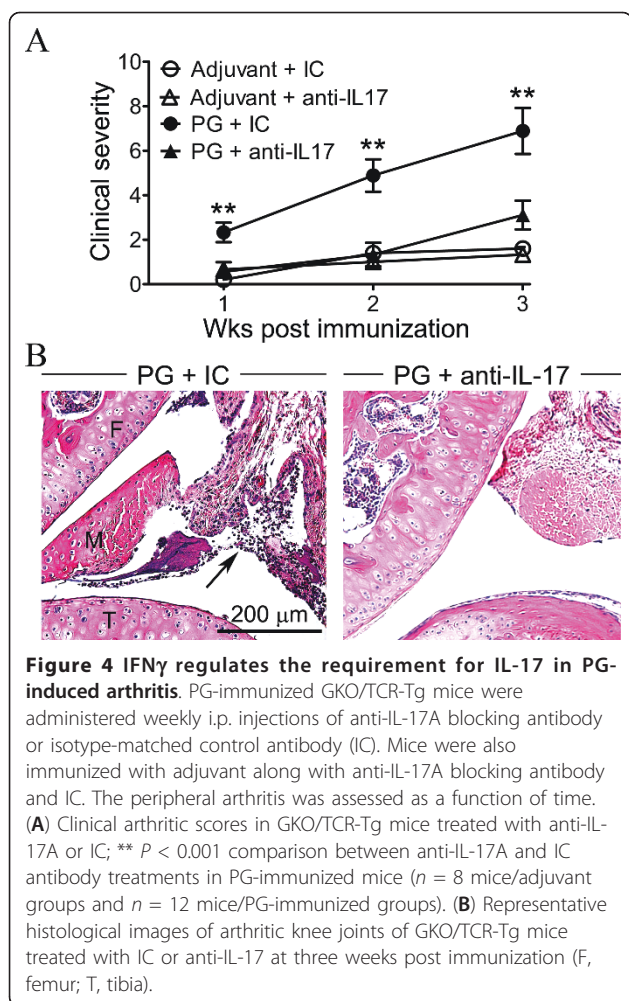 A
Clinical severity
10
8
6
4
2
0
Adjuvant + IC
Adjuvant + anti-IL17
PG + IC
PG + anti-IL17
**
**
**
1
2
3
Wks post immunization
B
PG + IC
PG + anti-IL-17
F
M
T
200 µm
Figure 4 IFNγ regulates the requirement for IL-17 in PG-
induced arthritis. PG-immunized GKO/TCR-Tg mice were
administered weekly i.p. injections of anti-IL-17A blocking antibody
or isotype-matched control antibody (IC). Mice were also
immunized with adjuvant along with anti-IL-17A blocking antibody
and IC. The peripheral arthritis was assessed as a function of time.
(A) Clinical arthritic scores in GKO/TCR-Tg mice treated with anti-IL-
17A or IC; ** P < 0.001 comparison between anti-IL-17A and IC
antibody treatments in PG-immunized mice (n = 8 mice/adjuvant
groups and n = 12 mice/PG-immunized groups). (B) Representative
histological images of arthritic knee joints of GKO/TCR-Tg mice
treated with IC or anti-IL-17 at three weeks post immunization (F,
femur; T, tibia).